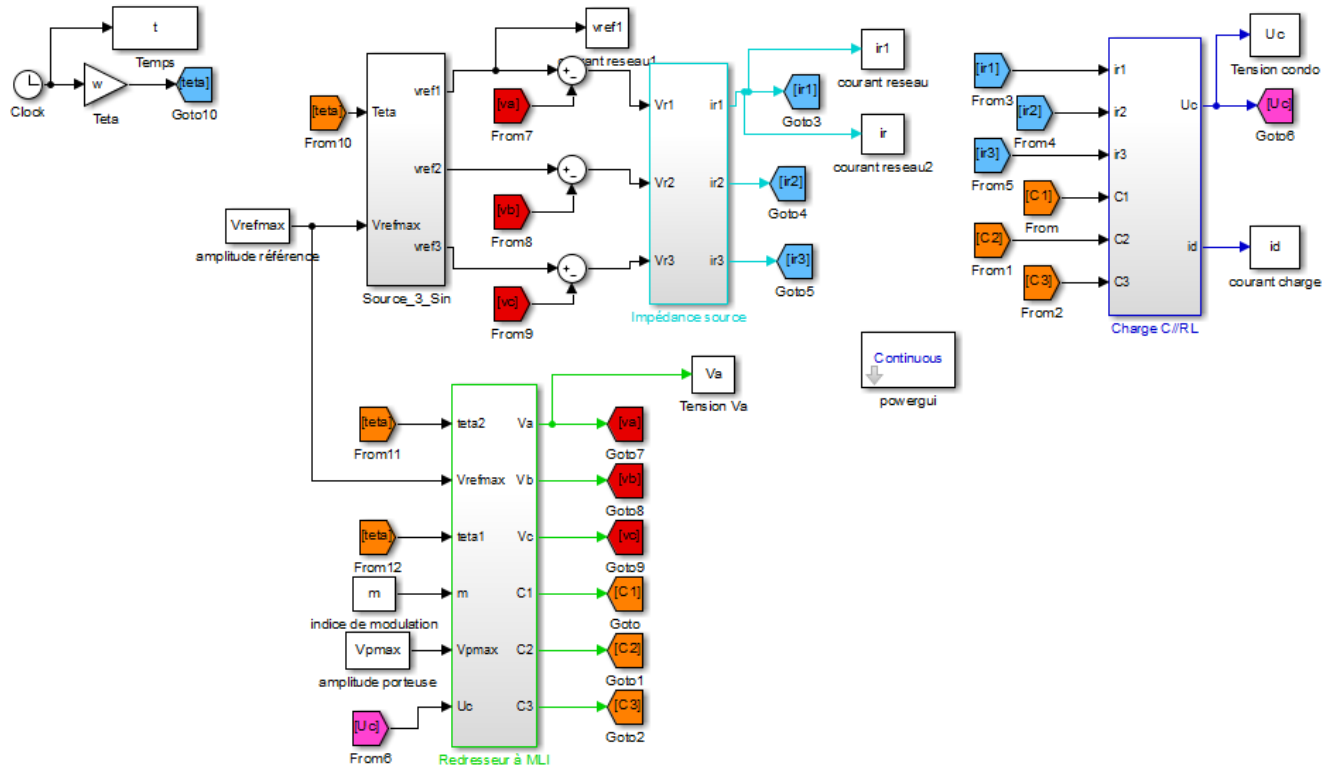 t
Temps
Clock
w
Teta
[teta]
Goto10
[teta]
From10
Teta
Vrefmax
vref1
vref2
vref3
Source_3_Sin
Vrefmax
amplitude référence
vref1
courant reseau1
[va]
From7
[vb]
From8
[vc]
From9
Vr1
Vr2
Vr3
ir1
ir2
ir3
Impédance source
ir1
courant reseau
[ir1]
Goto3
ir
courant reseau2
[ir2]
Goto4
[ir3]
Goto5
[ir1]
From3
[ir2]
From4
[ir3]
From5
[C1]
From
[C2]
From1
[C3]
From2
ir1
ir2
ir3
C1
C2
C3
Uc
id
Charge C//RL
Uc
Tension condo
[Uc]
Goto6
id
courant charge
Continuous
powergui
Va
Tension Va
[teta]
From11
[teta]
From12
m
indice de modulation
Vpmax
amplitude porteuse
[Uc]
From6
teta2
Vrefmax
teta1
m
Vpmax
Uc
Va
Vb
Vc
C1
C2
C3
Redresseur à MLI
[va]
Goto7
[vb]
Goto8
[vc]
Goto9
[C1]
Goto
[C2]
Goto1
[C3]
Goto2